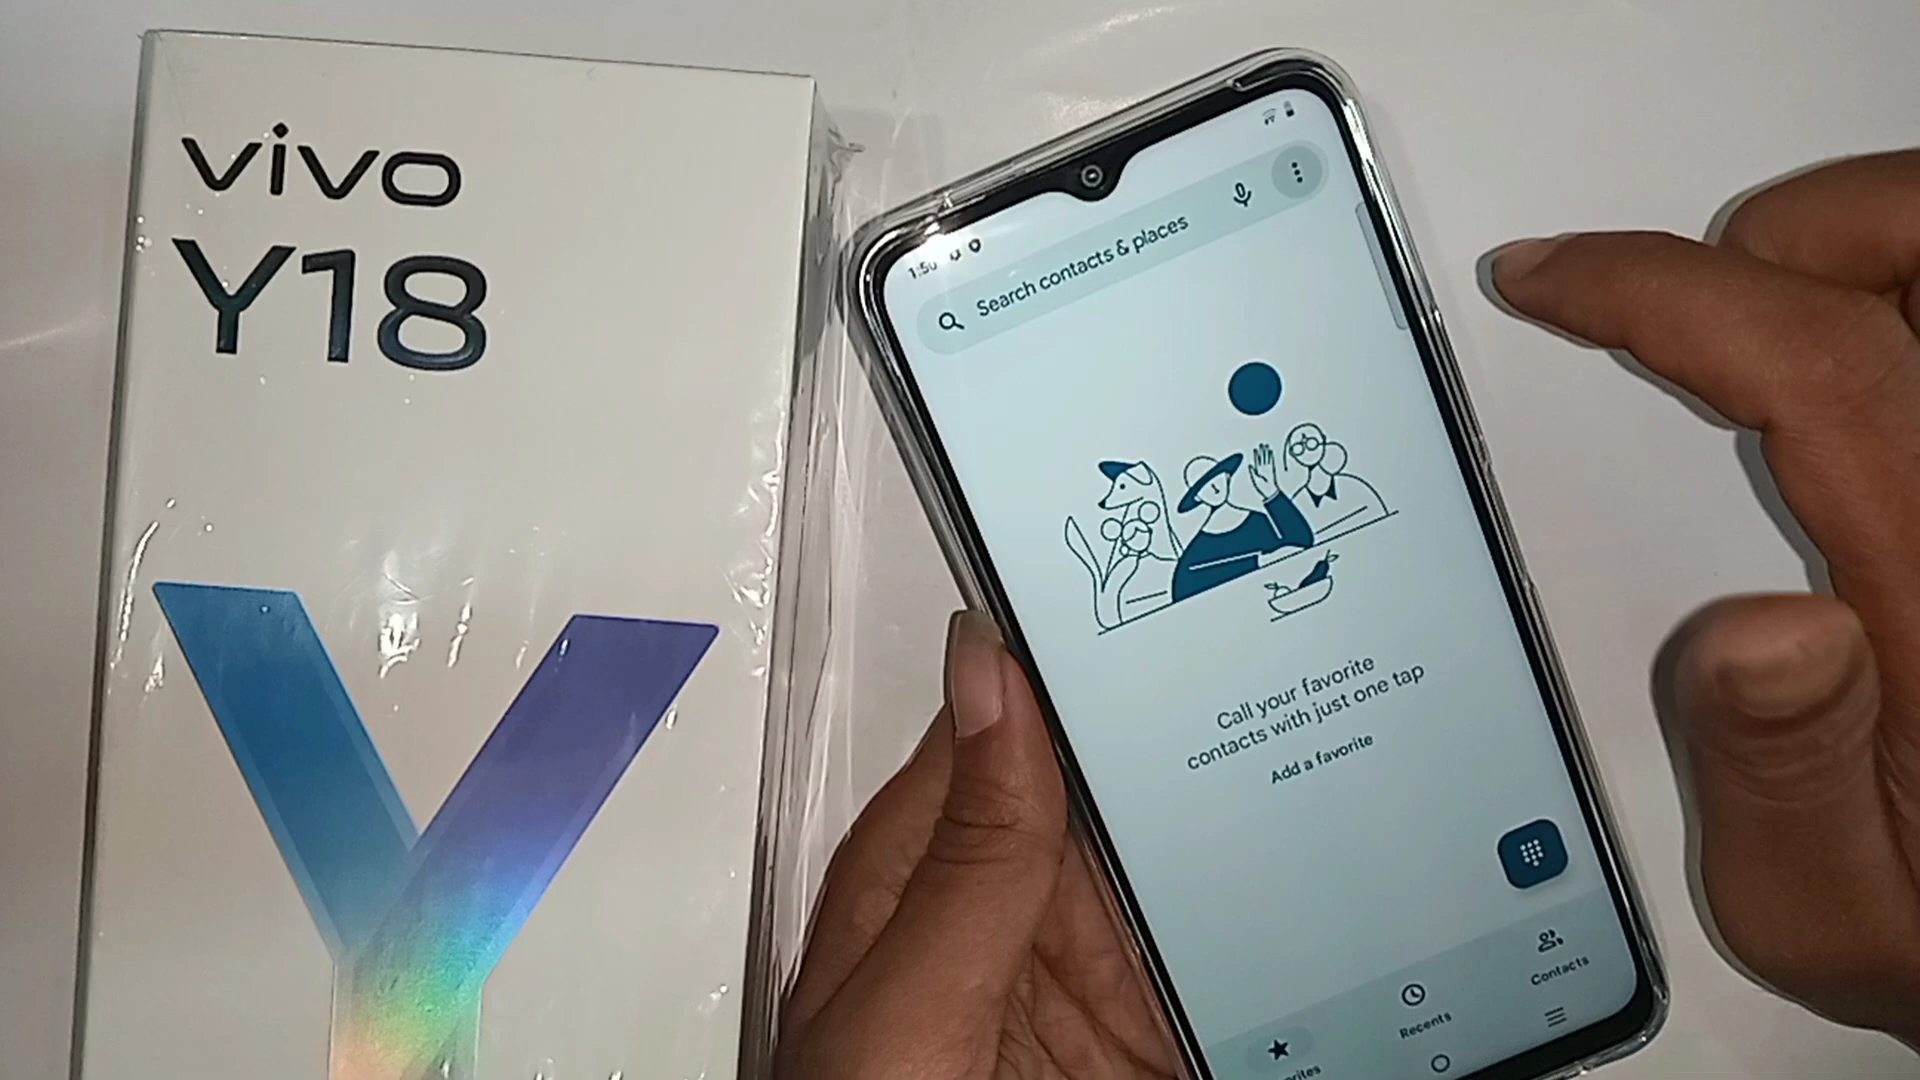 vivo
Y18
Search contacts & places
Call your favorite
contacts with just one tap
Add a favorite
Contacts
Recents